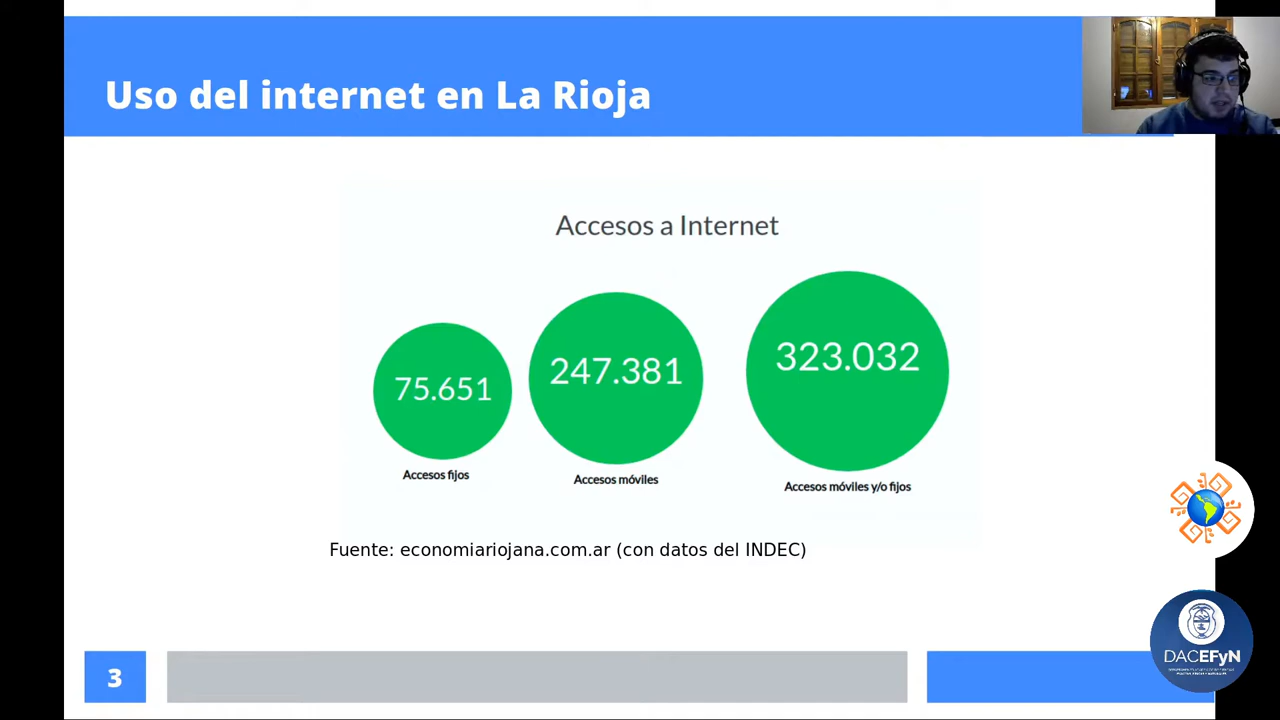 Uso del internet en La Rioja
Accesos a Internet
75.651
247.381
323.032
Accesos fijos
Accesos móviles
Accesos móviles y/o fijos
Fuente: economiariojana.com.ar (con datos del INDEC)
3
DACEFyN